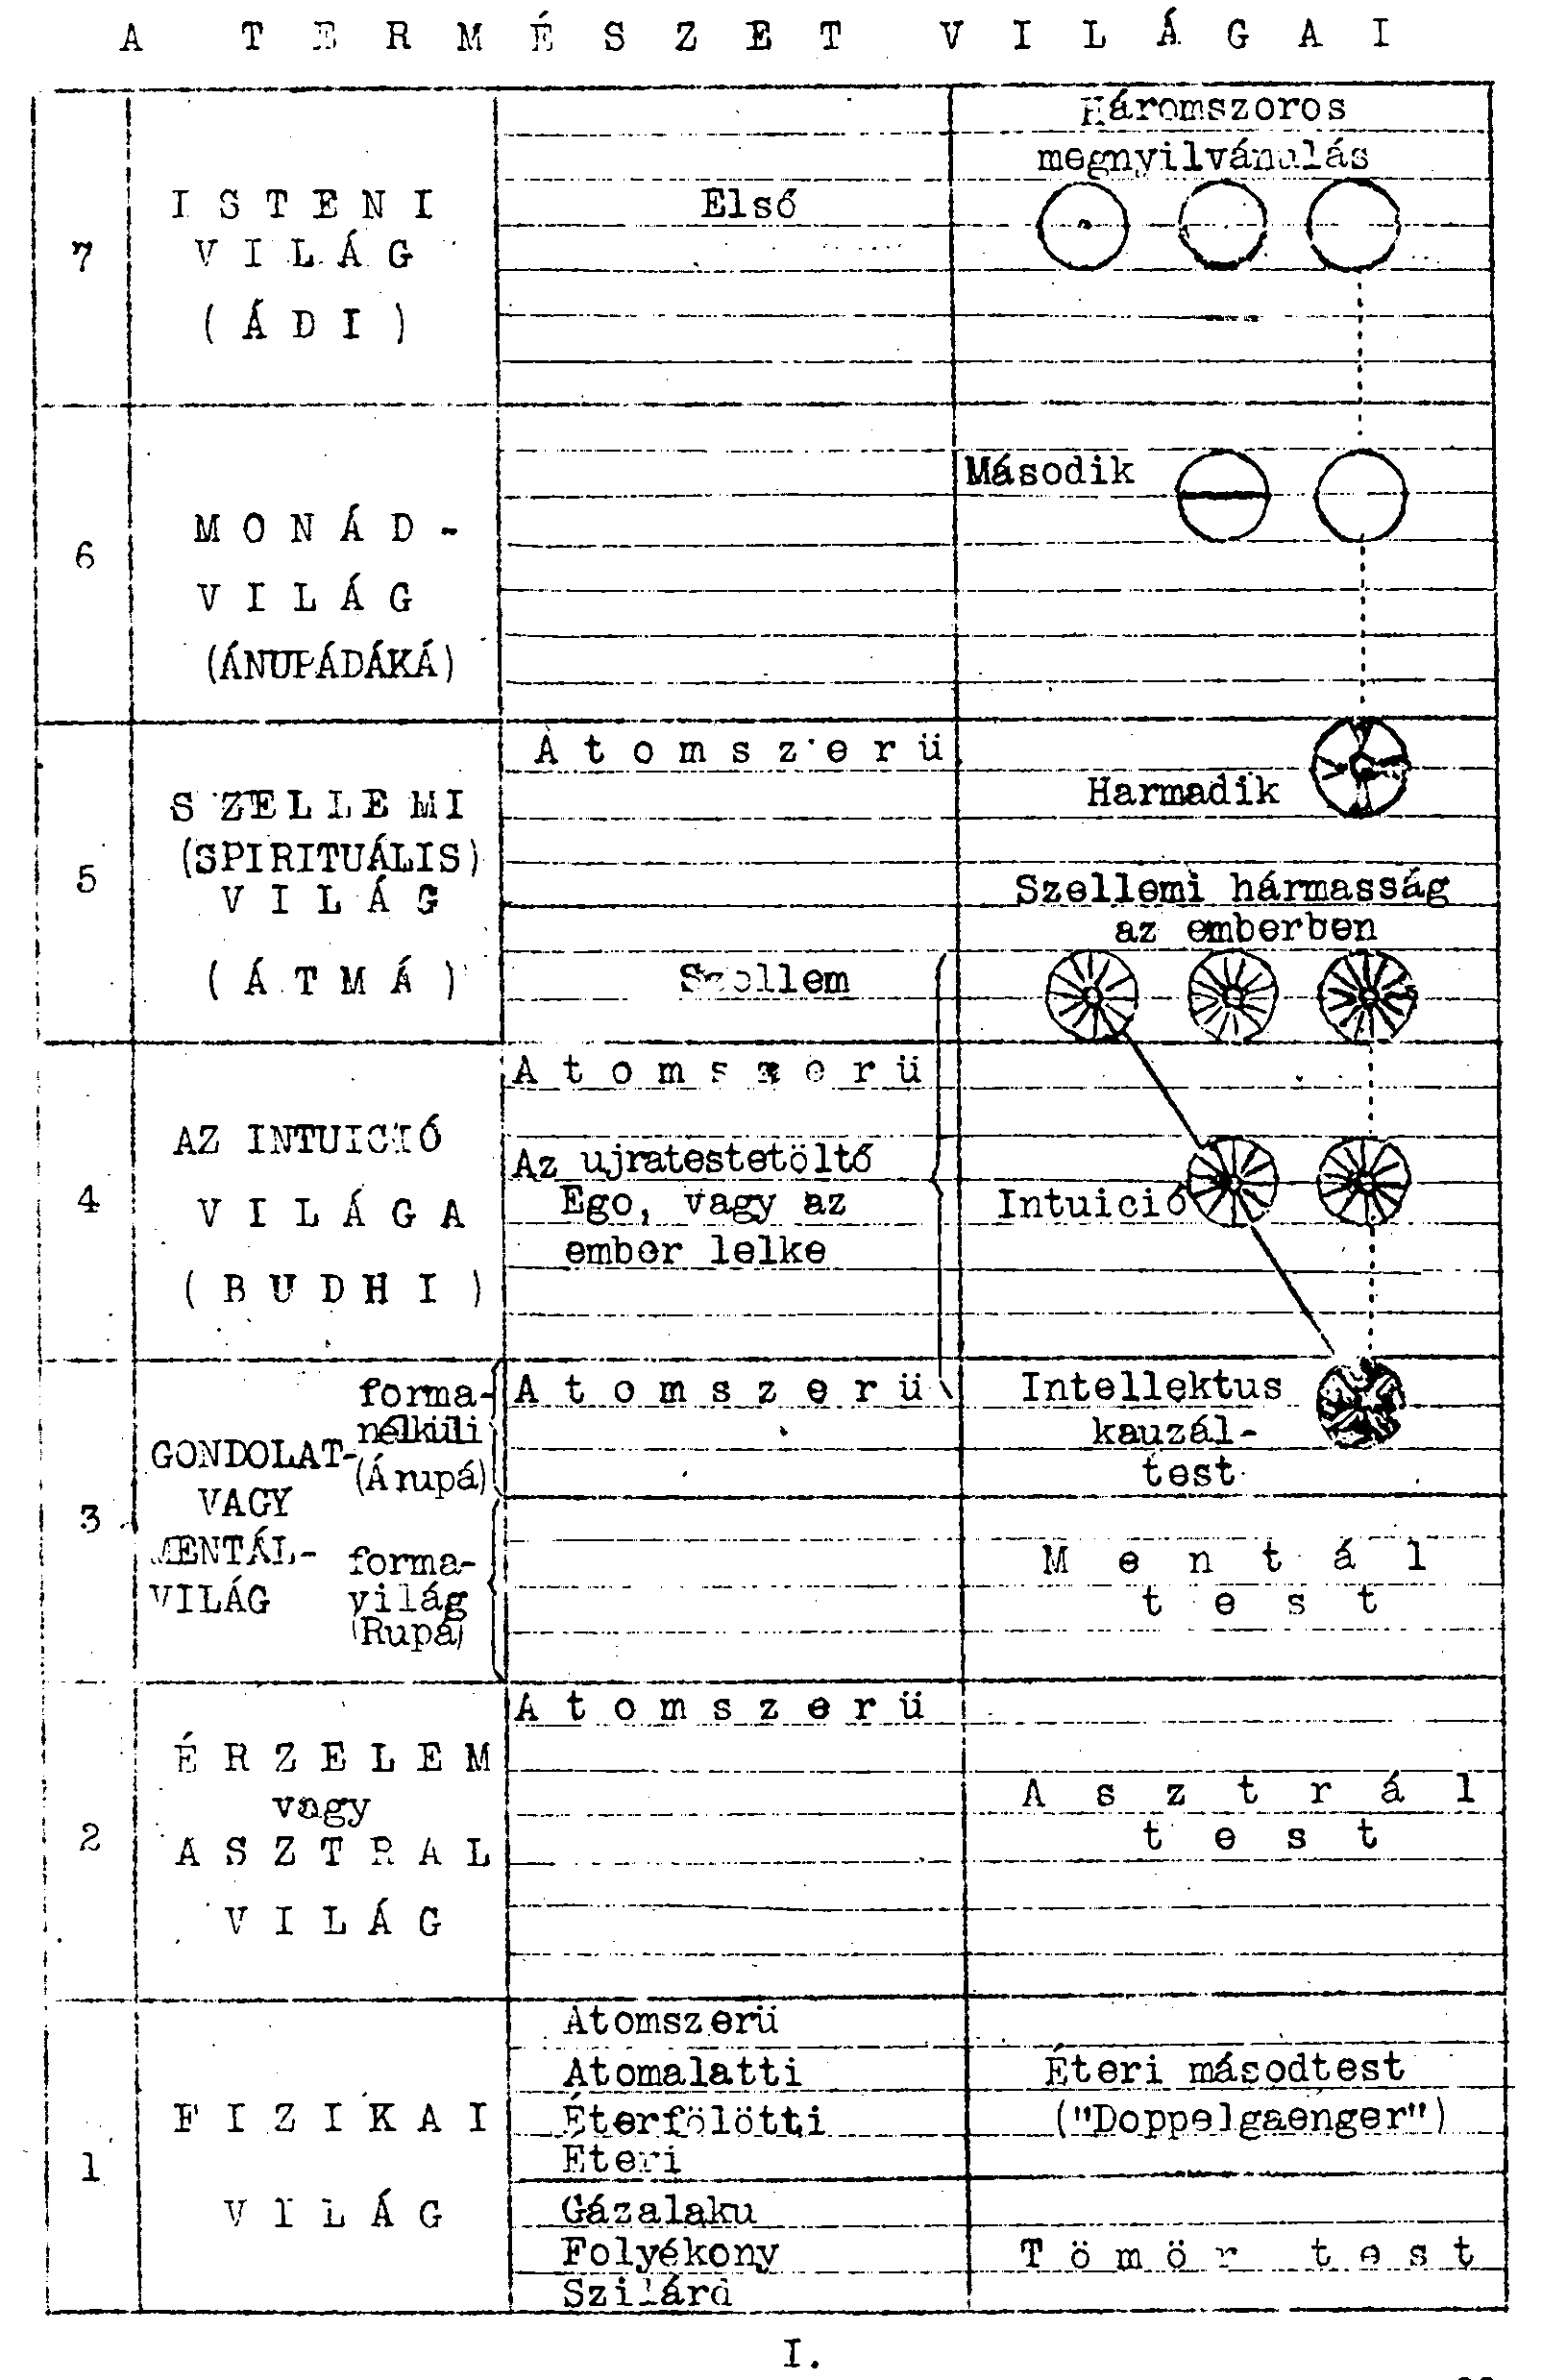 A TERMÉSZET VILÁGAI
Háromszoros
megnyilvánulás
7
ISTENI
VILÁG
(ÁDI)
Első
6
MONÁD-
VILÁG
(ÁNUPÁDÁKÁ)
Második
5
SZELLEMI
(SPIRITUÁLIS)
VILÁG
(ÁTMÁ)
Atomszerü
Harmadik
Szellemi hármasság
az emberben
Szellem
4
AZ INTUICIÓ
VILÁGA
(BUDHI)
Atomszerü
Az ujratestetöltő
Ego, vagy az
ember lelke
Intuició
3
GONDOLAT-
VAGY
MENTÁL-
VILÁG
forma-
nélküli
(Árupá)
forma-
világ
(Rupa)
Atomszerü
Intellektus
kauzál-
test
Mentál
test
2
ÉRZELEM
vagy
ASZTRAL
VILÁG
Atomszerü
Asztrál
test
1
FIZIKAI
VILÁG
Atomszerü
Atomalatti
Éterfölötti
Éteri
Gázalaku
Folyékony
Szilárd
Éteri másodtest
("Doppelgaenger")
Tömör test
I.